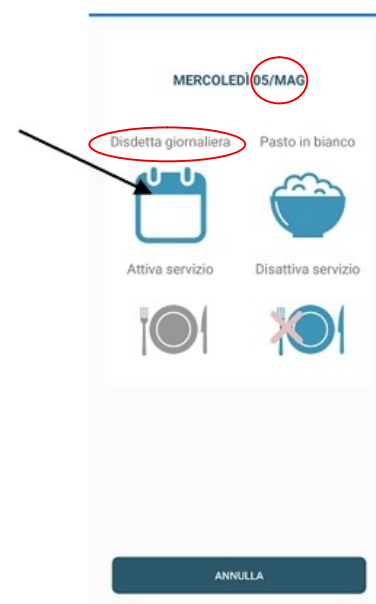 MERCOLEDÌ 05/MAG
Disdetta giornaliera
Pasto in bianco
Attiva servizio
Disattiva servizio
ANNULLA